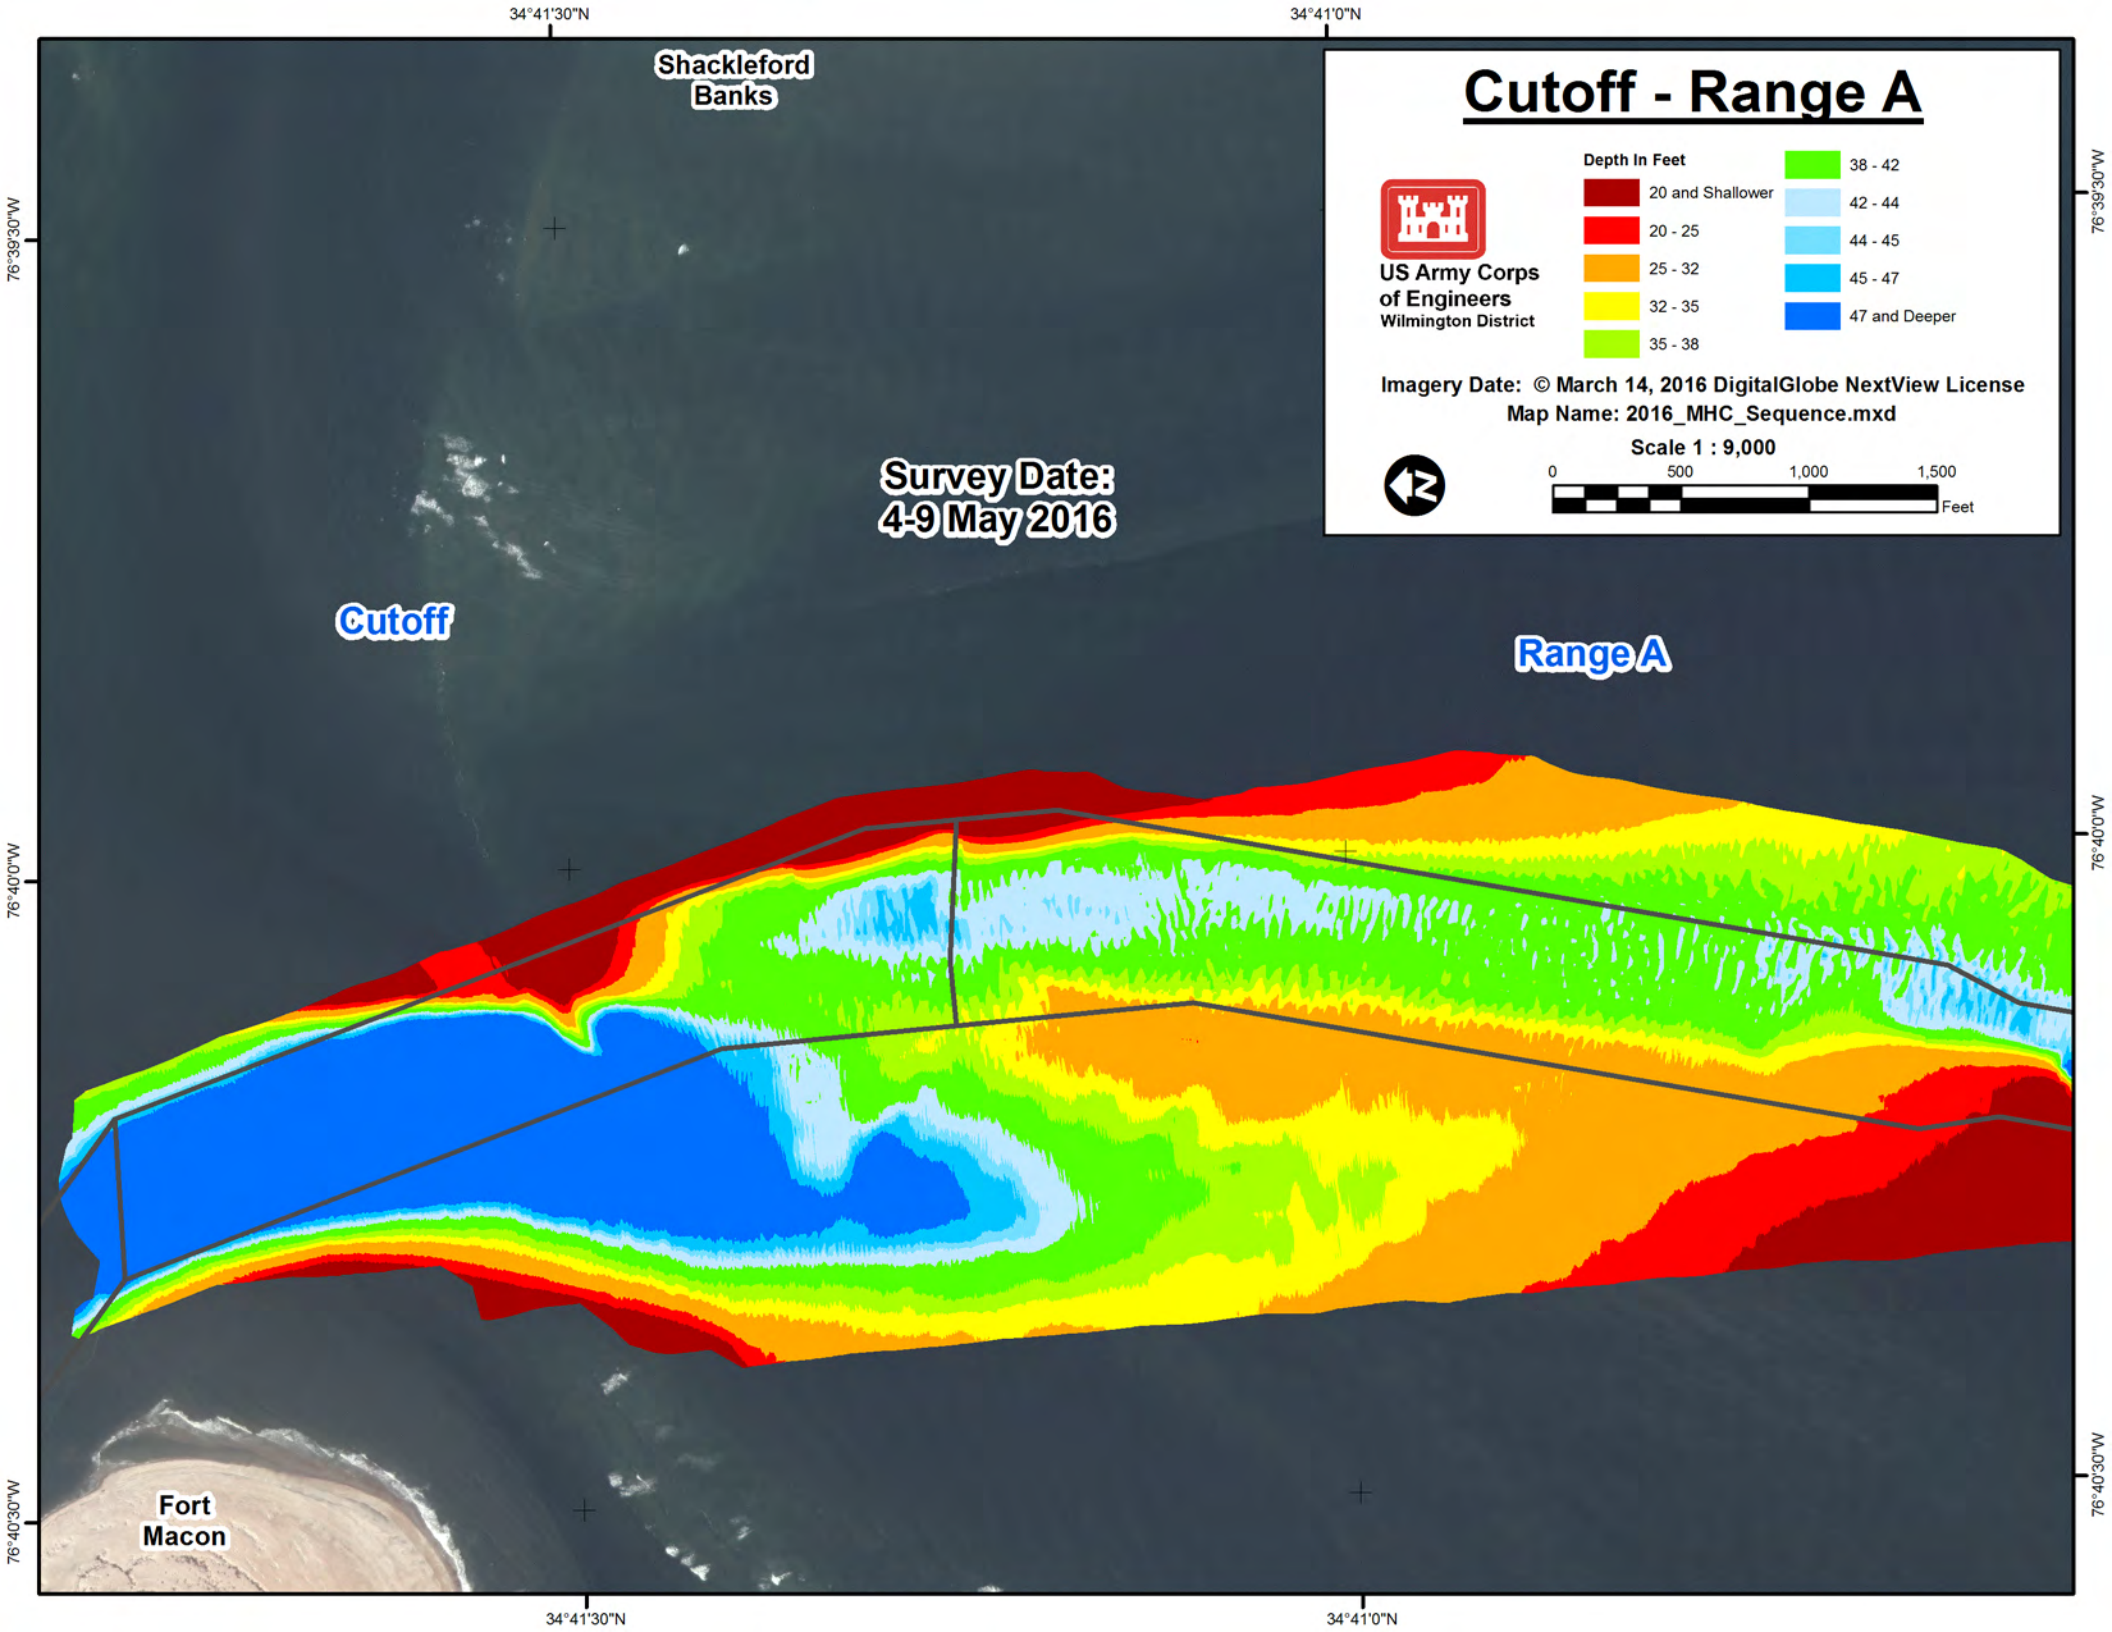 34°41'30"N
34°41'0"N
Shackleford
Banks
Cutoff - Range A
Depth In Feet
20 and Shallower
20 - 25
25 - 32
32 - 35
35 - 38
38 - 42
42 - 44
44 - 45
45 - 47
47 and Deeper
US Army Corps
of Engineers
Wilmington District
Imagery Date: © March 14, 2016 DigitalGlobe NextView License
Map Name: 2016_MHC_Sequence.mxd
Scale 1 : 9,000
0 500 1,000 1,500
Feet
N
76°39'30"W
76°39'30"W
Survey Date:
4-9 May 2016
Cutoff
Range A
76°40'0"W
76°40'0"W
Fort
Macon
76°40'30"W
76°40'30"W
34°41'30"N
34°41'0"N